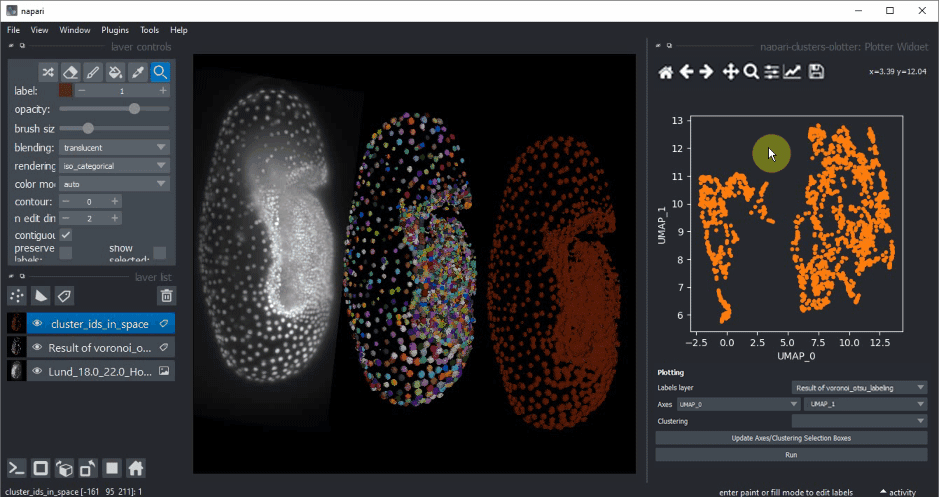 napari
File View Window Plugins Tools Help
layer controls
label: 1
opacity:
brush siz
blending: translucent
rendering iso_categorical
color mo auto
contour: 0
n edit din 2
contiguou
preserve labels: show selected:
layer list
cluster_ids_in_space
Result of voronoi_o...
Lund_18.0_22.0_Ho...
cluster_ids_in_space [-161 95 211]: 1
napari-clusters-plotter: Plotter Widget
x=3.39 y=12.04
13
12
11
10
9
8
7
6
UMAP_1
−2.5 0.0 2.5 5.0 7.5 10.0 12.5
UMAP_0
Plotting
Labels layer Result of voronoi_otsu_labeling
Axes UMAP_0 UMAP_1
Clustering
Update Axes/Clustering Selection Boxes
Run
enter paint or fill mode to edit labels activity